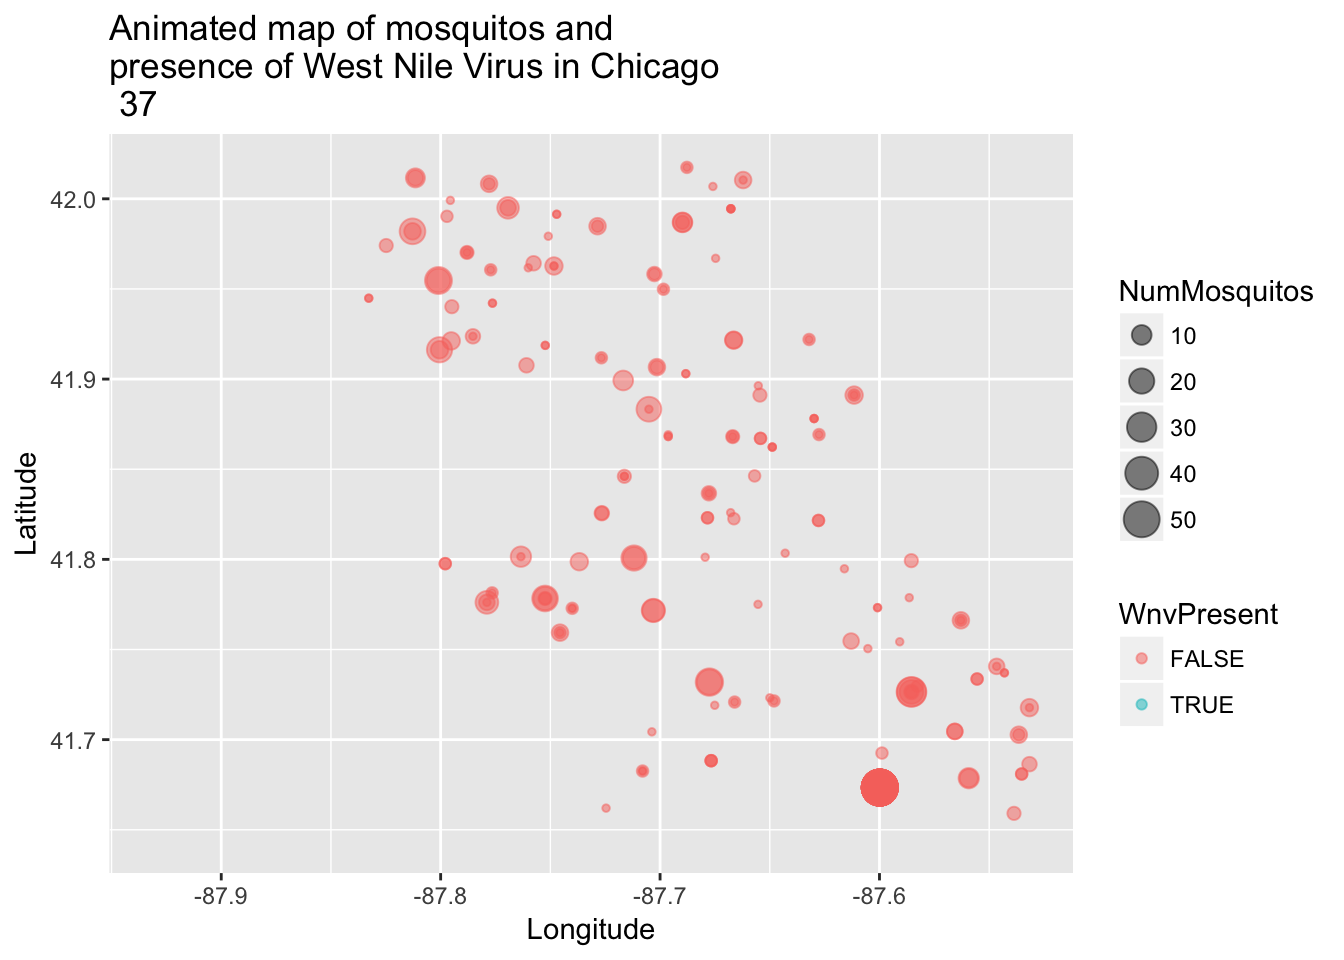 Animated map of mosquitos and
presence of West Nile Virus in Chicago
37
42.0
41.9
41.8
41.7
Latitude
-87.9
-87.8
-87.7
-87.6
Longitude
NumMosquitos
10
20
30
40
50
WnvPresent
FALSE
TRUE